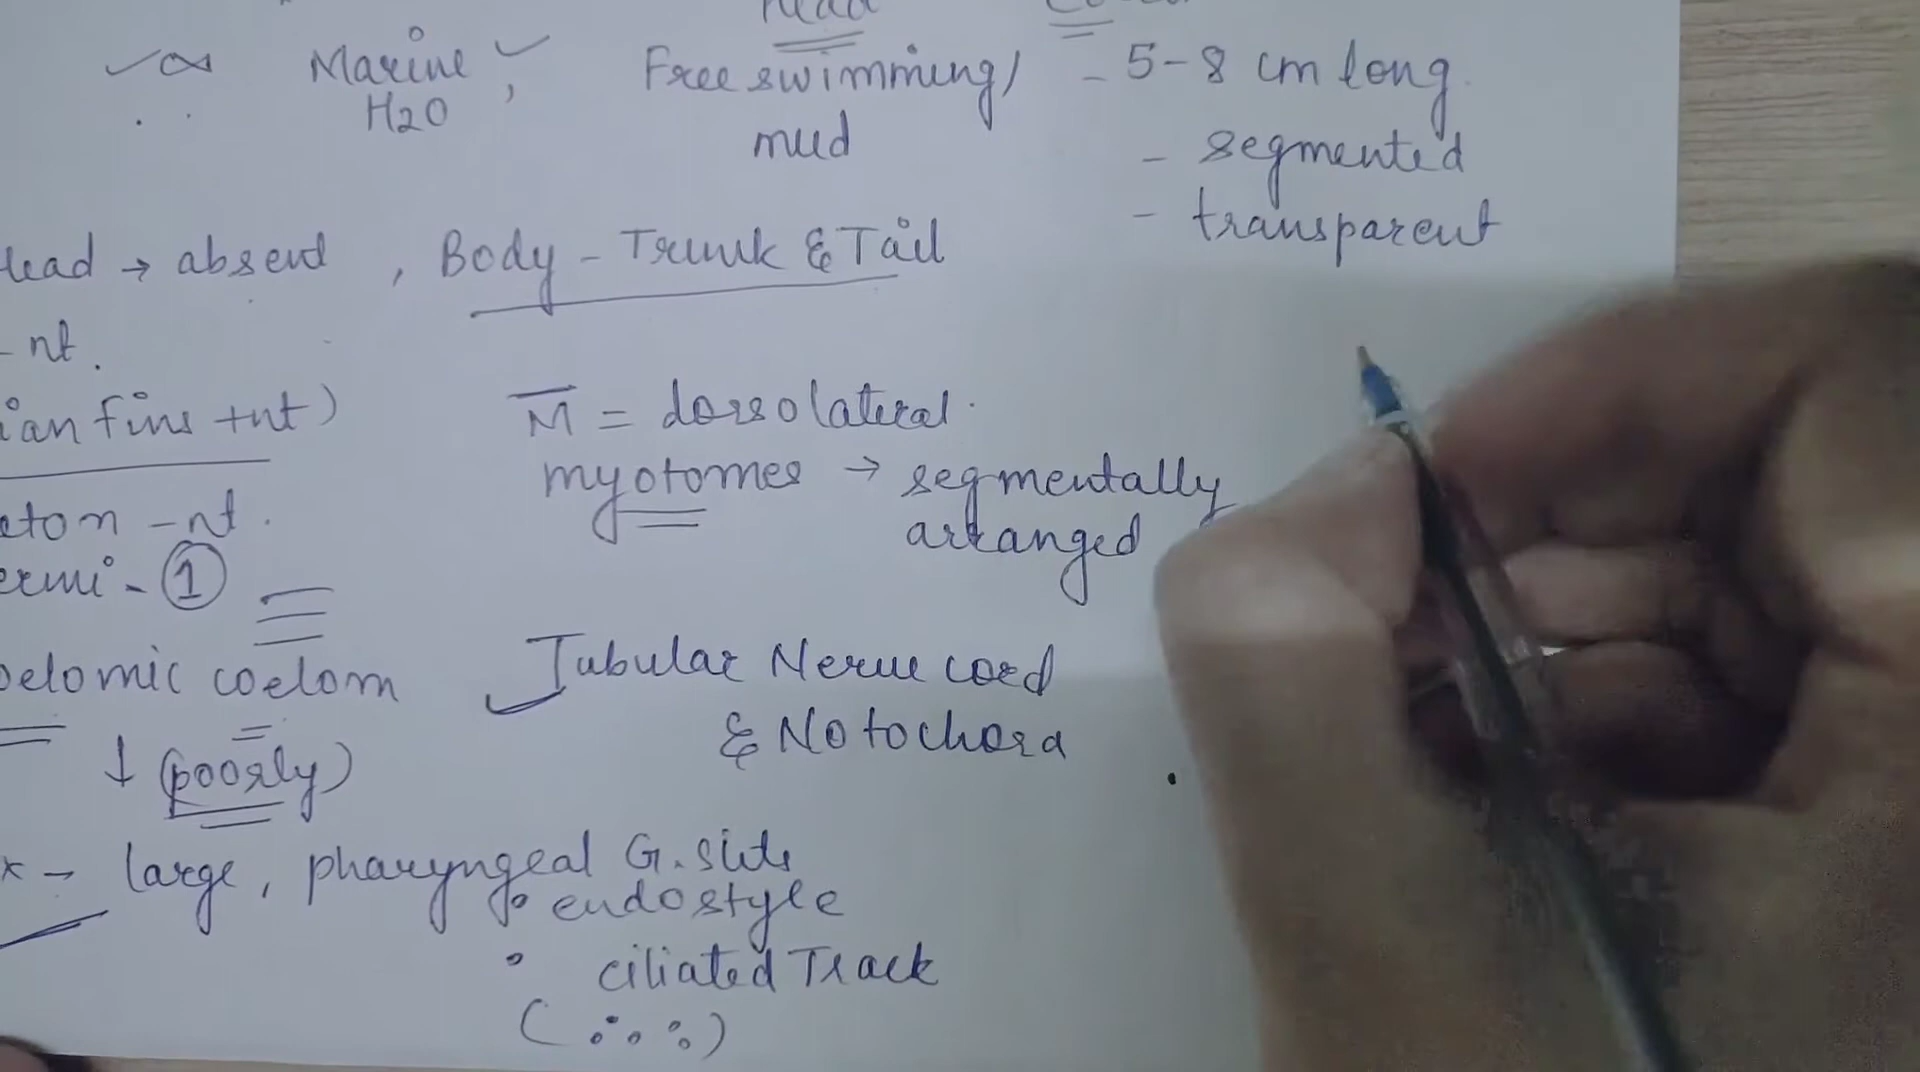 Marine , Free swimming/ - 5-8 cm long.
H2O mud
- segmented
- transparent
Head → absent , Body - Trunk & Tail
- nt.
ian fins +nt) M = dorsolateral.
myotomes → segmentally
arranged
eton -nt.
ermi - 1
oelomic coelom Tubular Nerve cord
& Notochord
↓ (poorly)
x - large, pharyngeal G. slits
• endostyle
• ciliated Track
(∴ ∴)